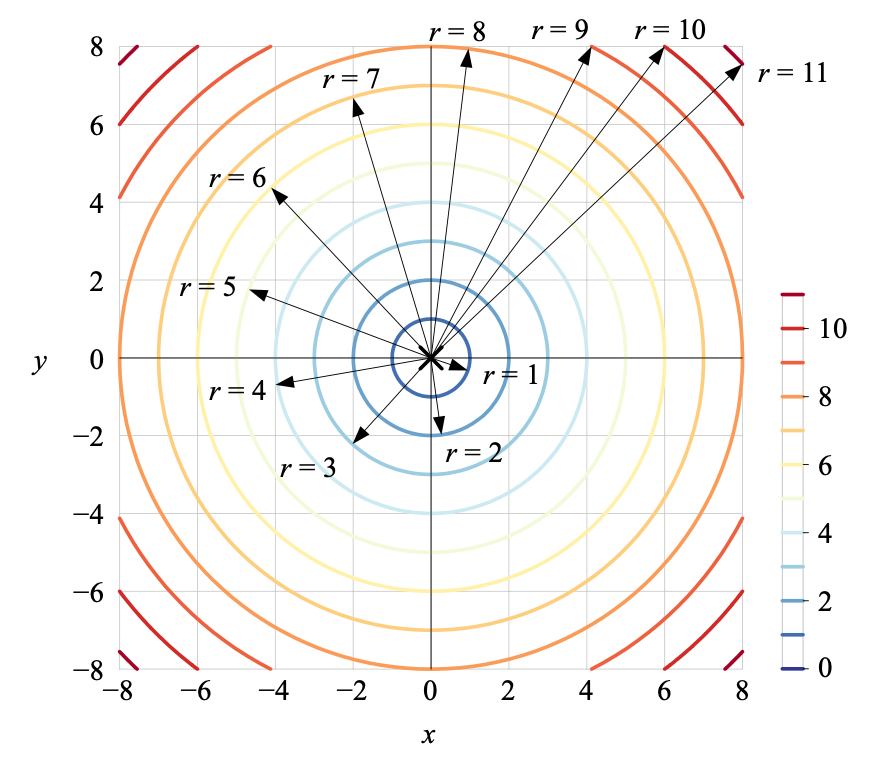 r = 8
r = 9
r = 10
r = 11
r = 7
r = 6
r = 5
r = 4
r = 3
r = 2
r = 1
8
6
4
2
0
−2
−4
−6
−8
y
−8 −6 −4 −2 0 2 4 6 8
x
10
8
6
4
2
0